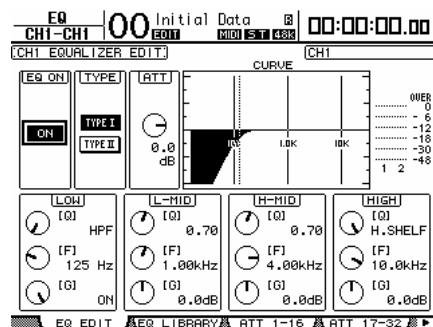 EQ
CH1-CH1
00 Initial Data
EDIT
MIDI ST 48K
00:00:00.00
CH1 EQUALIZER EDIT
CH1
CURVE
EQ ON
TYPE
ATT
ON
TYPE I
TYPE II
0.0
dB
100
1.0K
10K
OVER
0
-6
-12
-18
-30
-48
1 2
LOW
[Q]
HPF
[F]
125 Hz
[G]
ON
L-MID
[Q]
0.70
[F]
1.00kHz
[G]
0.0dB
H-MID
[Q]
0.70
[F]
4.00kHz
[G]
0.0dB
HIGH
[Q]
H.SHELF
[F]
10.0kHz
[G]
0.0dB
EQ EDIT
EQ LIBRARY
ATT 1-16
ATT 17-32